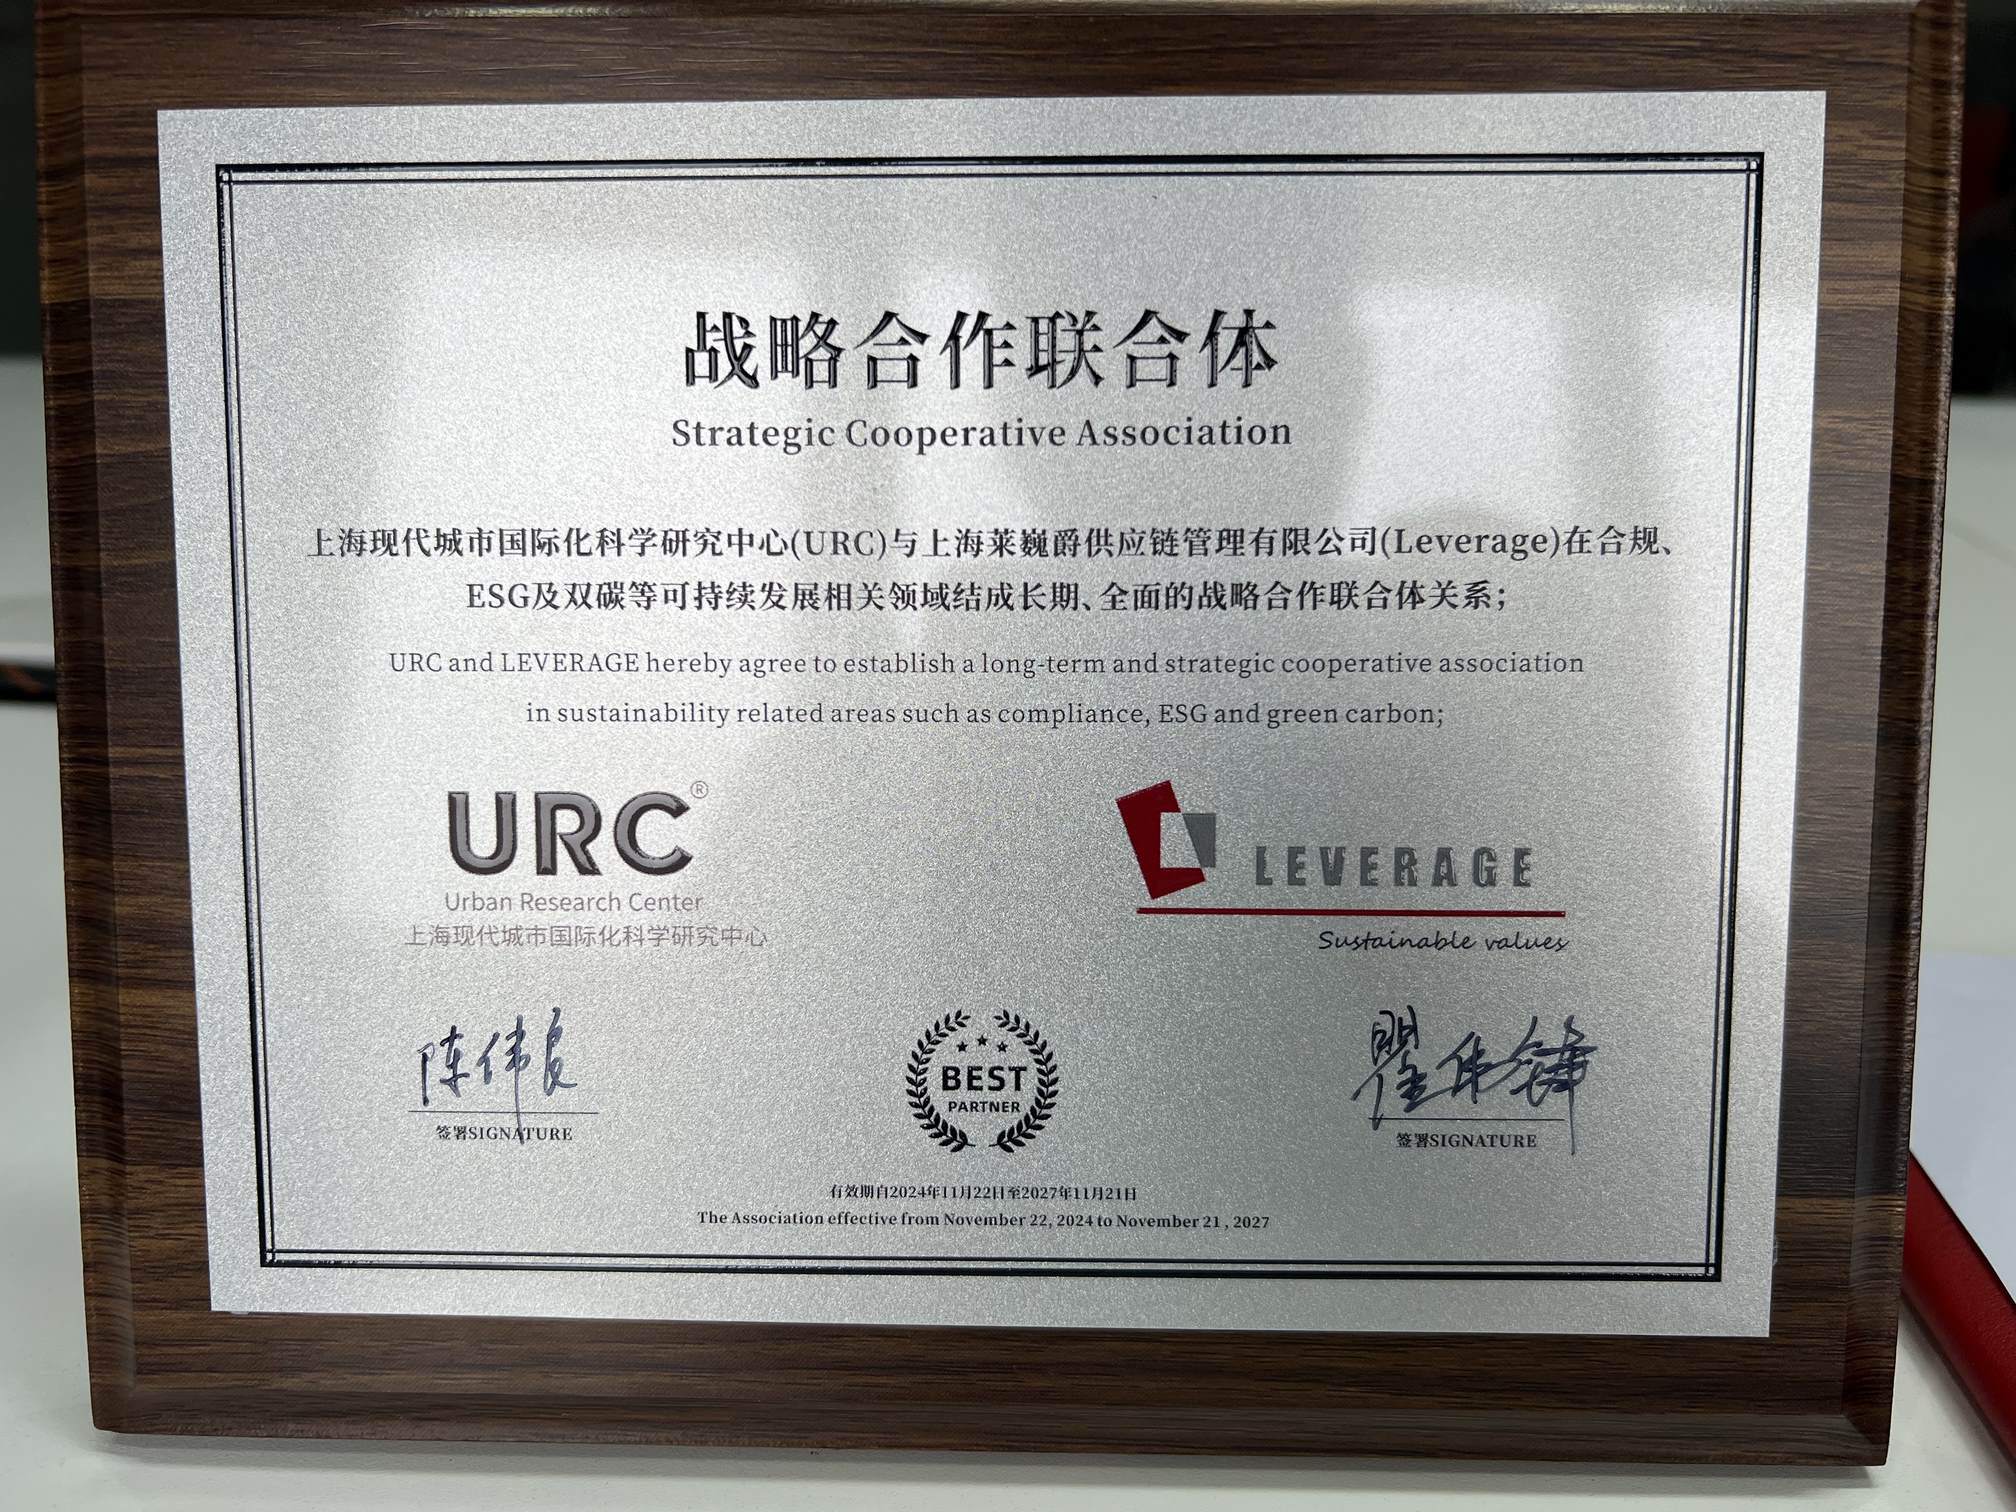 战略合作联合体
Strategic Cooperative Association
上海现代城市国际化科学研究中心(URC)与上海莱巍爵供应链管理有限公司(Leverage)在合规、
ESG及双碳等可持续发展相关领域结成长期、全面的战略合作联合体关系；
URC and LEVERAGE hereby agree to establish a long-term and strategic cooperative association
in sustainability related areas such as compliance, ESG and green carbon;
URC®
Urban Research Center
上海现代城市国际化科学研究中心
LEVERAGE
Sustainable values
陈伟良
签署SIGNATURE
BEST
PARTNER
瞿伟锋
签署SIGNATURE
有效期自2024年11月22日至2027年11月21日
The Association effective from November 22, 2024 to November 21 , 2027